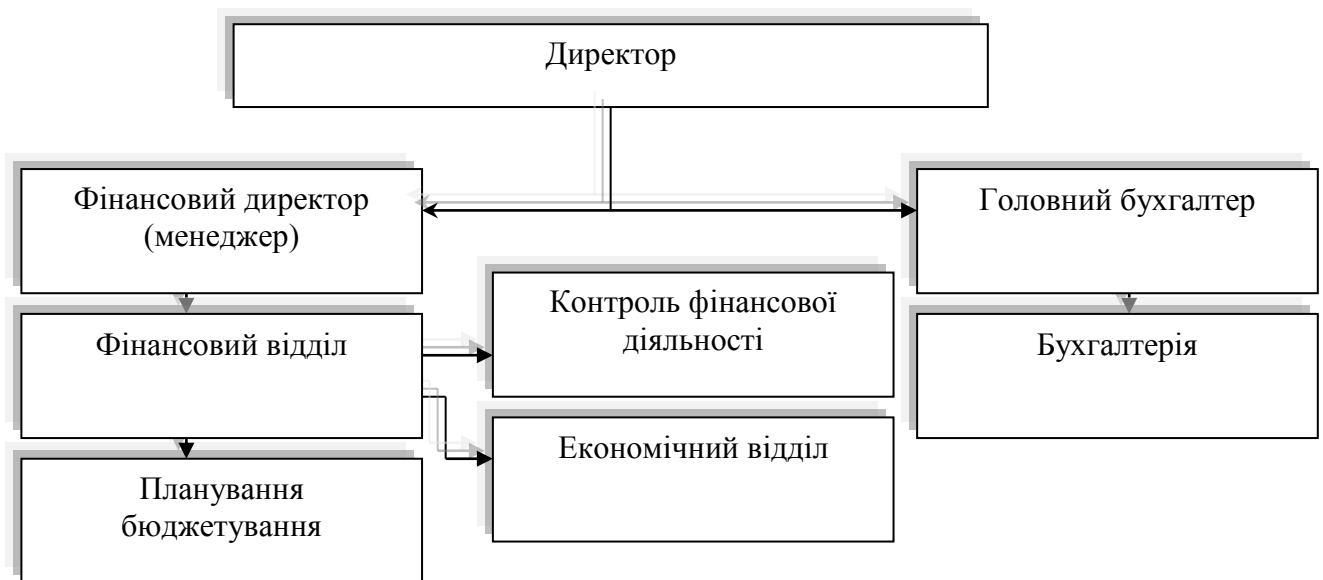 Директор
Фінансовий директор
(менеджер)
Головний бухгалтер
Контроль фінансової
діяльності
Фінансовий відділ
Бухгалтерія
Економічний відділ
Планування
бюджетування